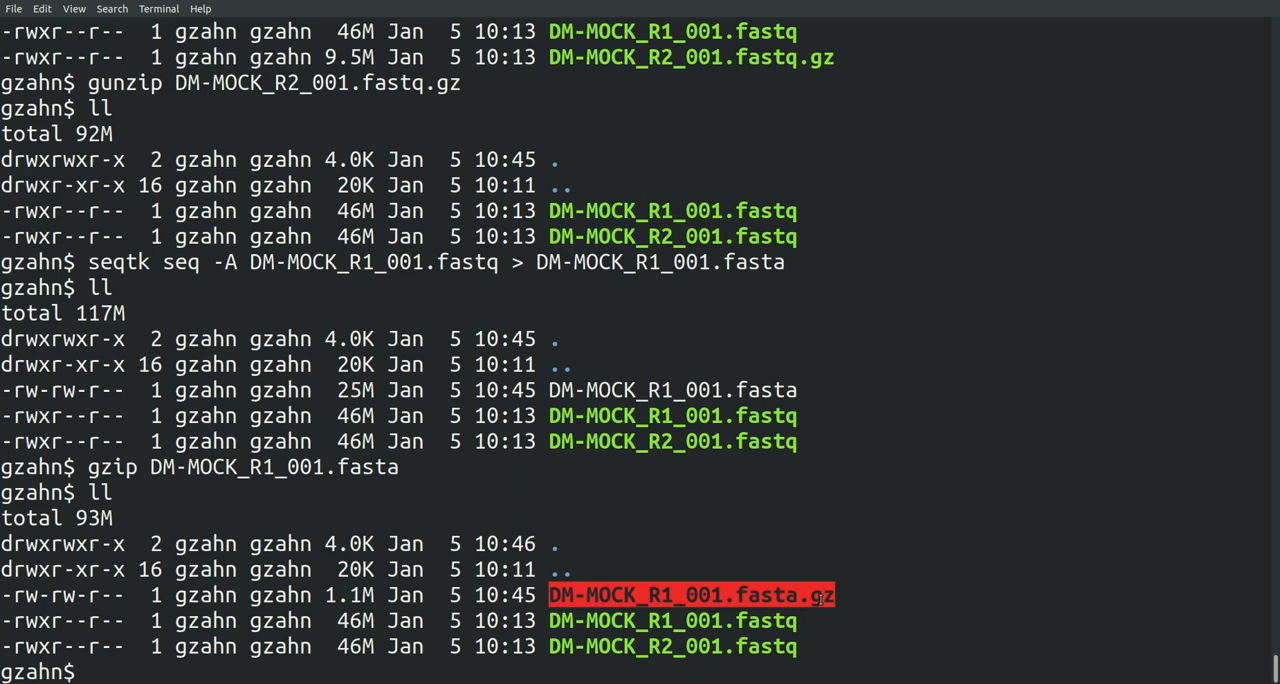 File Edit View Search Terminal Help
-rwxr--r--  1 gzahn gzahn  46M Jan  5 10:13 DM-MOCK_R1_001.fastq
-rwxr--r--  1 gzahn gzahn 9.5M Jan  5 10:13 DM-MOCK_R2_001.fastq.gz
gzahn$ gunzip DM-MOCK_R2_001.fastq.gz
gzahn$ ll
total 92M
drwxrwxr-x  2 gzahn gzahn 4.0K Jan  5 10:45 .
drwxr-xr-x 16 gzahn gzahn  20K Jan  5 10:11 ..
-rwxr--r--  1 gzahn gzahn  46M Jan  5 10:13 DM-MOCK_R1_001.fastq
-rwxr--r--  1 gzahn gzahn  46M Jan  5 10:13 DM-MOCK_R2_001.fastq
gzahn$ seqtk seq -A DM-MOCK_R1_001.fastq > DM-MOCK_R1_001.fasta
gzahn$ ll
total 117M
drwxrwxr-x  2 gzahn gzahn 4.0K Jan  5 10:45 .
drwxr-xr-x 16 gzahn gzahn  20K Jan  5 10:11 ..
-rw-rw-r--  1 gzahn gzahn  25M Jan  5 10:45 DM-MOCK_R1_001.fasta
-rwxr--r--  1 gzahn gzahn  46M Jan  5 10:13 DM-MOCK_R1_001.fastq
-rwxr--r--  1 gzahn gzahn  46M Jan  5 10:13 DM-MOCK_R2_001.fastq
gzahn$ gzip DM-MOCK_R1_001.fasta
gzahn$ ll
total 93M
drwxrwxr-x  2 gzahn gzahn 4.0K Jan  5 10:46 .
drwxr-xr-x 16 gzahn gzahn  20K Jan  5 10:11 ..
-rw-rw-r--  1 gzahn gzahn 1.1M Jan  5 10:45 DM-MOCK_R1_001.fasta.gz
-rwxr--r--  1 gzahn gzahn  46M Jan  5 10:13 DM-MOCK_R1_001.fastq
-rwxr--r--  1 gzahn gzahn  46M Jan  5 10:13 DM-MOCK_R2_001.fastq
gzahn$